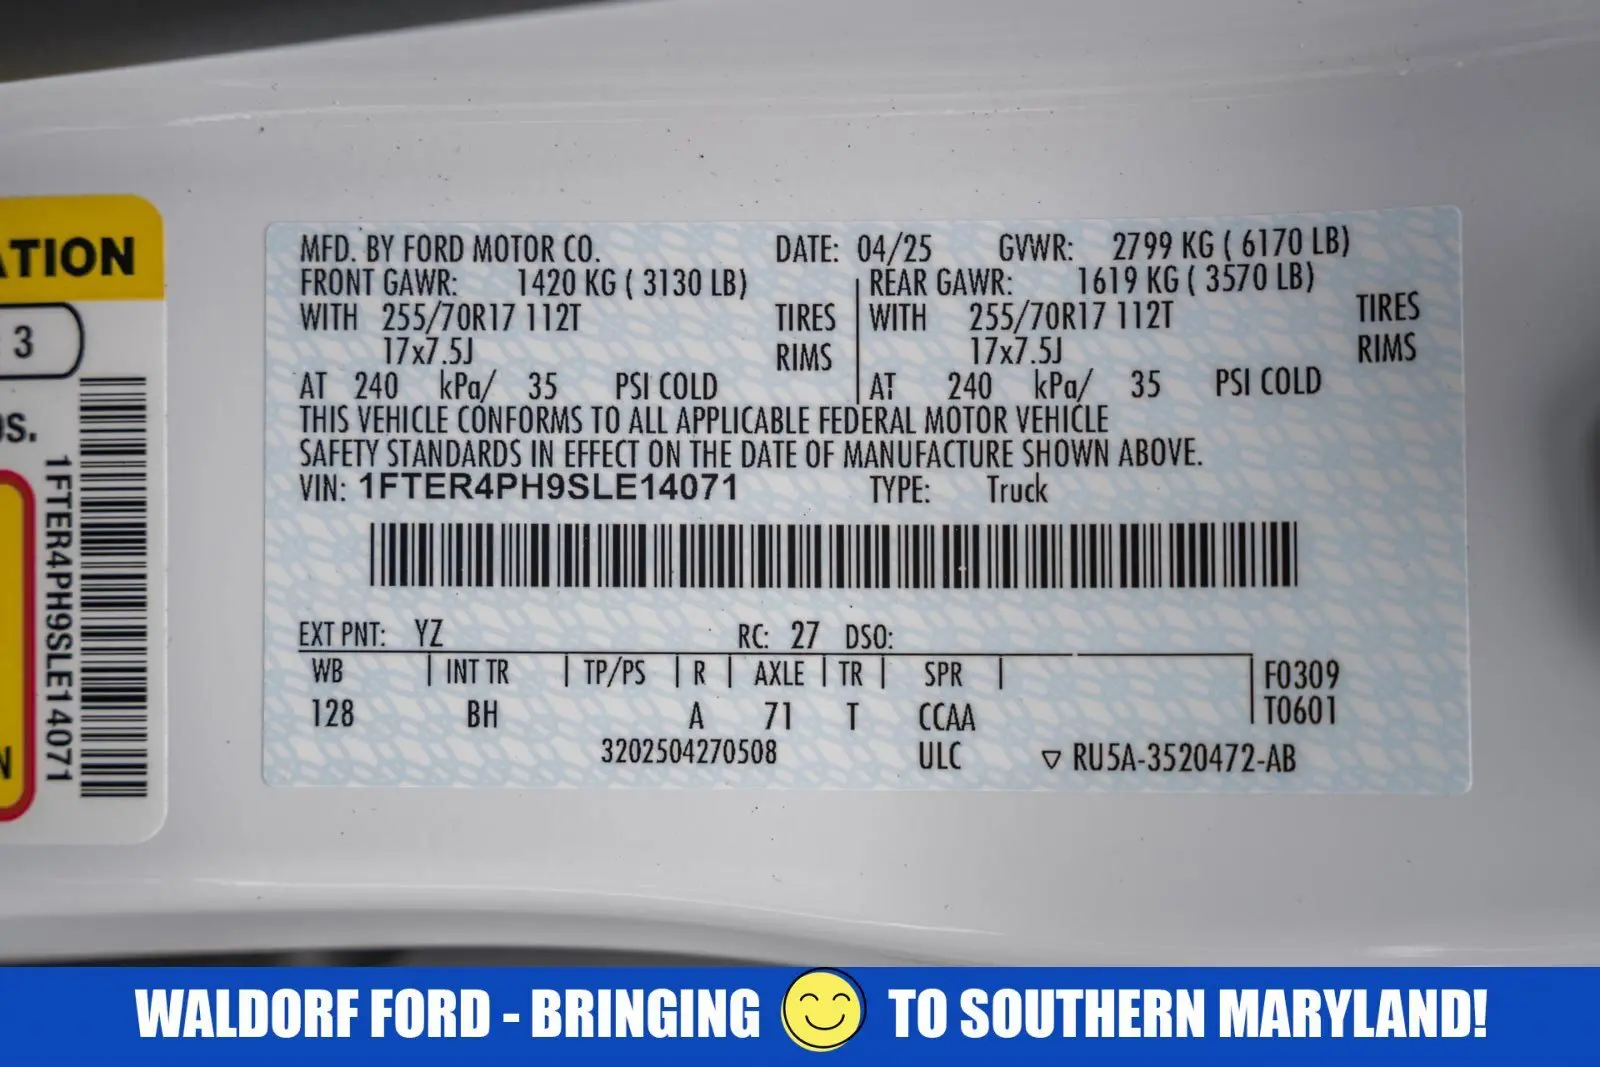 ATION
3
OS.
1FTER4PH9SLE14071
N
MFD. BY FORD MOTOR CO. DATE: 04/25 GVWR: 2799 KG ( 6170 LB)
FRONT GAWR: 1420 KG ( 3130 LB) REAR GAWR: 1619 KG ( 3570 LB)
WITH 255/70R17 112T TIRES WITH 255/70R17 112T TIRES
17x7.5J RIMS 17x7.5J RIMS
AT 240 kPa/ 35 PSI COLD AT 240 kPa/ 35 PSI COLD
THIS VEHICLE CONFORMS TO ALL APPLICABLE FEDERAL MOTOR VEHICLE
SAFETY STANDARDS IN EFFECT ON THE DATE OF MANUFACTURE SHOWN ABOVE.
VIN: 1FTER4PH9SLE14071 TYPE: Truck
EXT PNT: YZ RC: 27 DSO:
WB INT TR TP/PS R AXLE TR SPR F0309
128 BH A 71 T CCAA T0601
3202504270508 ULC ▽ RU5A-3520472-AB
WALDORF FORD - BRINGING TO SOUTHERN MARYLAND!